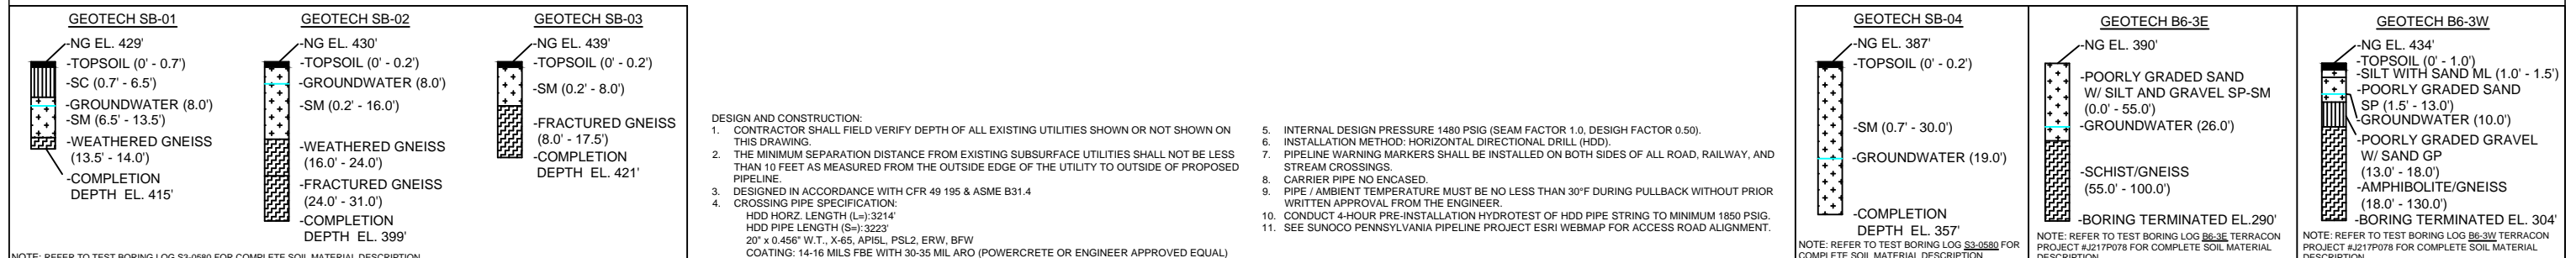 GEOTECH SB-01
-NG EL. 429'
-TOPSOIL (0' - 0.7')
-SC (0.7' - 6.5')
-GROUNDWATER (8.0')
-SM (6.5' - 13.5')
-WEATHERED GNEISS
(13.5' - 14.0')
-COMPLETION
DEPTH EL. 415'
GEOTECH SB-02
-NG EL. 430'
-TOPSOIL (0' - 0.2')
-GROUNDWATER (8.0')
-SM (0.2' - 16.0')
-WEATHERED GNEISS
(16.0' - 24.0')
-FRACTURED GNEISS
(24.0' - 31.0')
-COMPLETION
DEPTH EL. 399'
GEOTECH SB-03
-NG EL. 439'
-TOPSOIL (0' - 0.2')
-SM (0.2' - 8.0')
-FRACTURED GNEISS
(8.0' - 17.5')
-COMPLETION
DEPTH EL. 421'
NOTE: REFER TO TEST BORING LOG S3-0580 FOR COMPLETE SOIL MATERIAL DESCRIPTION
DESIGN AND CONSTRUCTION:
1. CONTRACTOR SHALL FIELD VERIFY DEPTH OF ALL EXISTING UTILITIES SHOWN OR NOT SHOWN ON
THIS DRAWING.
2. THE MINIMUM SEPARATION DISTANCE FROM EXISTING SUBSURFACE UTILITIES SHALL NOT BE LESS
THAN 10 FEET AS MEASURED FROM THE OUTSIDE EDGE OF THE UTILITY TO OUTSIDE OF PROPOSED
PIPELINE.
3. DESIGNED IN ACCORDANCE WITH CFR 49 195 & ASME B31.4
4. CROSSING PIPE SPECIFICATION:
HDD HORZ. LENGTH (L=):3214'
HDD PIPE LENGTH (S=):3223'
20" x 0.456" W.T., X-65, API5L, PSL2, ERW, BFW
COATING: 14-16 MILS FBE WITH 30-35 MIL ARO (POWERCRETE OR ENGINEER APPROVED EQUAL)
5. INTERNAL DESIGN PRESSURE 1480 PSIG (SEAM FACTOR 1.0, DESIGH FACTOR 0.50).
6. INSTALLATION METHOD: HORIZONTAL DIRECTIONAL DRILL (HDD).
7. PIPELINE WARNING MARKERS SHALL BE INSTALLED ON BOTH SIDES OF ALL ROAD, RAILWAY, AND
STREAM CROSSINGS.
8. CARRIER PIPE NO ENCASED.
9. PIPE / AMBIENT TEMPERATURE MUST BE NO LESS THAN 30°F DURING PULLBACK WITHOUT PRIOR
WRITTEN APPROVAL FROM THE ENGINEER.
10. CONDUCT 4-HOUR PRE-INSTALLATION HYDROTEST OF HDD PIPE STRING TO MINIMUM 1850 PSIG.
11. SEE SUNOCO PENNSYLVANIA PIPELINE PROJECT ESRI WEBMAP FOR ACCESS ROAD ALIGNMENT.
GEOTECH SB-04
-NG EL. 387'
-TOPSOIL (0' - 0.2')
-SM (0.7' - 30.0')
-GROUNDWATER (19.0')
-COMPLETION
DEPTH EL. 357'
NOTE: REFER TO TEST BORING LOG S3-0580 FOR
COMPLETE SOIL MATERIAL DESCRIPTION
GEOTECH B6-3E
-NG EL. 390'
-POORLY GRADED SAND
W/ SILT AND GRAVEL SP-SM
(0.0' - 55.0')
-GROUNDWATER (26.0')
-SCHIST/GNEISS
(55.0' - 100.0')
-BORING TERMINATED EL.290'
NOTE: REFER TO TEST BORING LOG B6-3E TERRACON
PROJECT #J217P078 FOR COMPLETE SOIL MATERIAL
DESCRIPTION
GEOTECH B6-3W
-NG EL. 434'
-TOPSOIL (0' - 1.0')
-SILT WITH SAND ML (1.0' - 1.5')
-POORLY GRADED SAND
SP (1.5' - 13.0')
-GROUNDWATER (10.0')
-POORLY GRADED GRAVEL
W/ SAND GP
(13.0' - 18.0')
-AMPHIBOLITE/GNEISS
(18.0' - 130.0')
-BORING TERMINATED EL. 304'
NOTE: REFER TO TEST BORING LOG B6-3W TERRACON
PROJECT #J217P078 FOR COMPLETE SOIL MATERIAL
DESCRIPTION